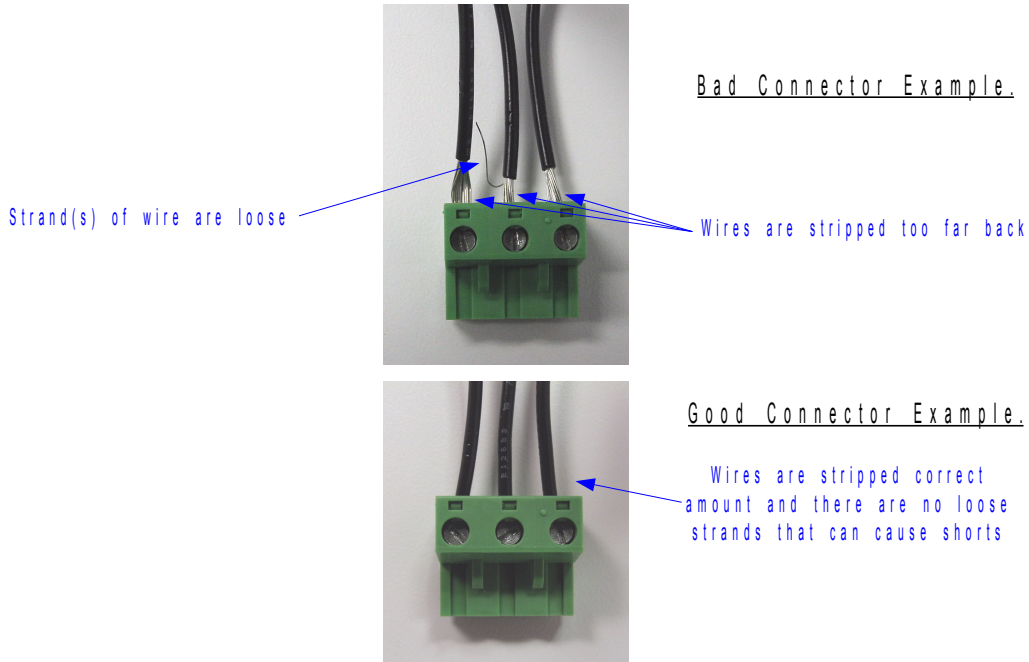 Bad Connector Example.
Strand(s) of wire are loose
Wires are stripped too far back
Good Connector Example.
Wires are stripped correct
amount and there are no loose
strands that can cause shorts